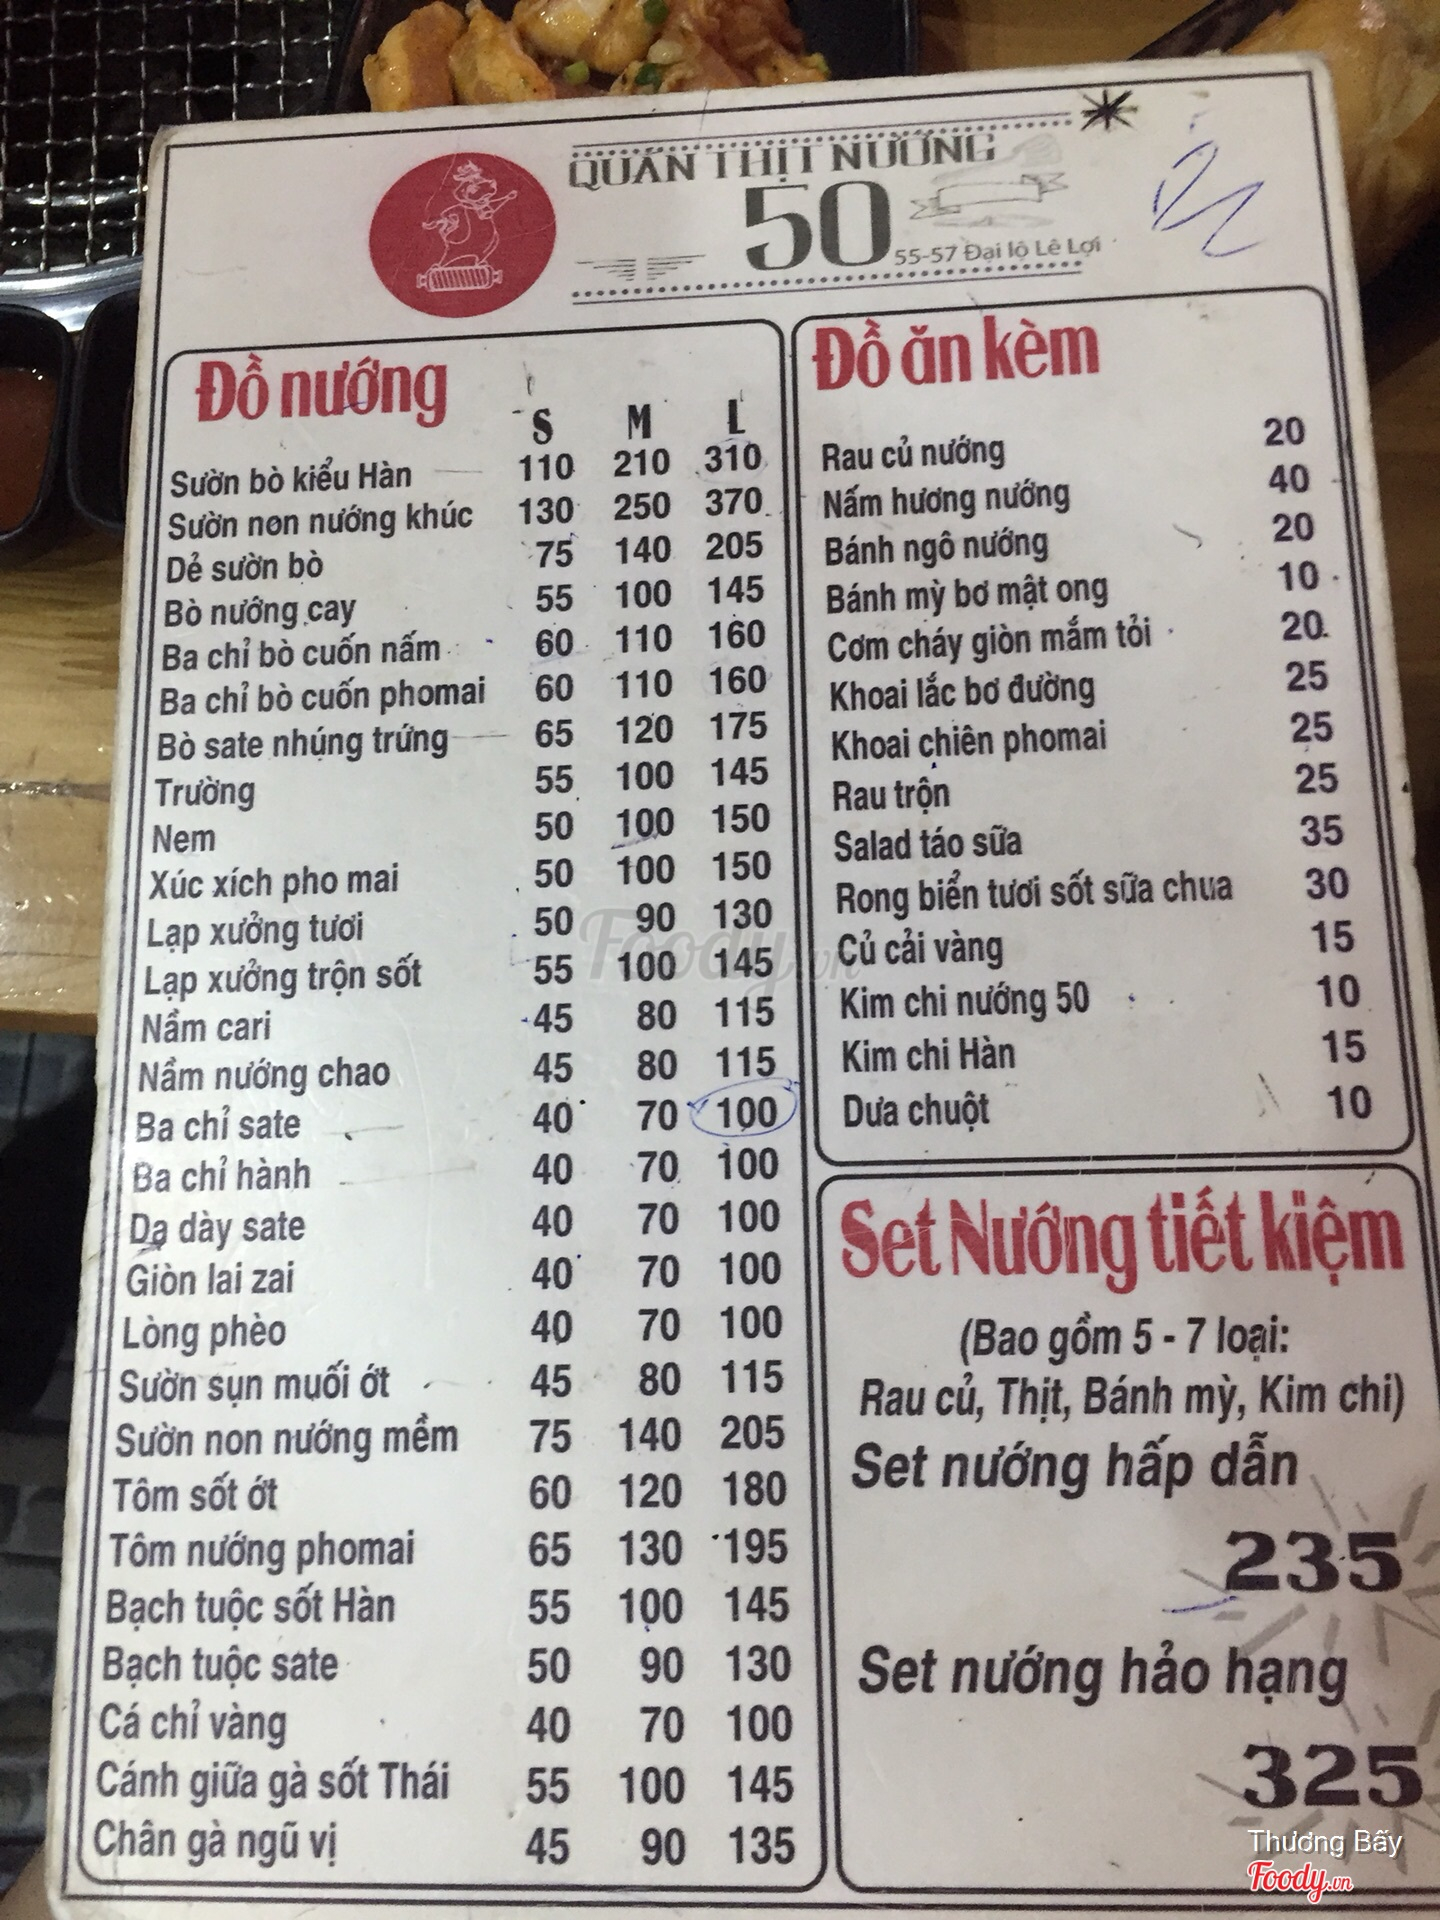 QUÁN THỊT NƯỚNG
50
55-57 Đại lộ Lê Lợi
Đồ nướng
S M L
Sườn bò kiểu Hàn 110 210 310
Sườn non nướng khúc 130 250 370
Dẻ sườn bò 75 140 205
Bò nướng cay 55 100 145
Ba chỉ bò cuốn nấm 60 110 160
Ba chỉ bò cuốn phomai 60 110 160
Bò sate nhúng trứng 65 120 175
Trường 55 100 145
Nem 50 100 150
Xúc xích pho mai 50 100 150
Lạp xưởng tươi 50 90 130
Lạp xưởng trộn sốt 55 100 145
Nầm cari 45 80 115
Nầm nướng chao 45 80 115
Ba chỉ sate 40 70 100
Ba chỉ hành 40 70 100
Dạ dày sate 40 70 100
Giòn lai zai 40 70 100
Lòng phèo 40 70 100
Sườn sụn muối ớt 45 80 115
Sườn non nướng mềm 75 140 205
Tôm sốt ớt 60 120 180
Tôm nướng phomai 65 130 195
Bạch tuộc sốt Hàn 55 100 145
Bạch tuộc sate 50 90 130
Cá chỉ vàng 40 70 100
Cánh giữa gà sốt Thái 55 100 145
Chân gà ngũ vị 45 90 135
Đồ ăn kèm
Rau củ nướng 20
Nấm hương nướng 40
Bánh ngô nướng 20
Bánh mỳ bơ mật ong 10
Cơm cháy giòn mắm tỏi 20
Khoai lắc bơ đường 25
Khoai chiên phomai 25
Rau trộn 25
Salad táo sữa 35
Rong biển tươi sốt sữa chua 30
Củ cải vàng 15
Kim chi nướng 50 10
Kim chi Hàn 15
Dưa chuột 10
Set Nướng tiết kiệm
(Bao gồm 5 - 7 loại:
Rau củ, Thịt, Bánh mỳ, Kim chi)
Set nướng hấp dẫn
235
Set nướng hảo hạng
325
Foody.vn
Thương Bấy
Foody.vn